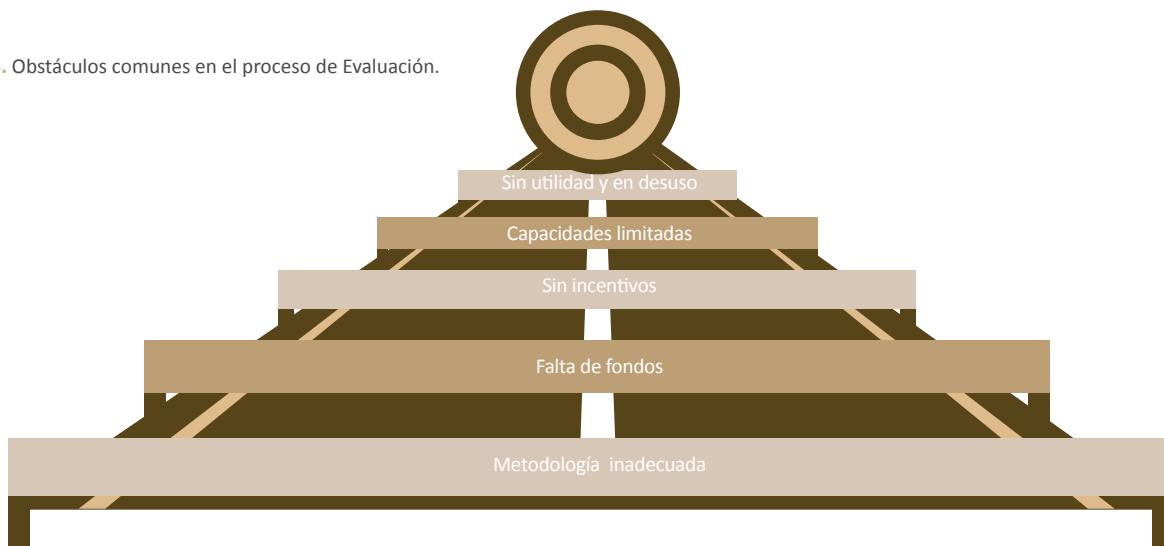 . Obstáculos comunes en el proceso de Evaluación.
Sin utilidad y en desuso
Capacidades limitadas
Sin incentivos
Falta de fondos
Metodología inadecuada